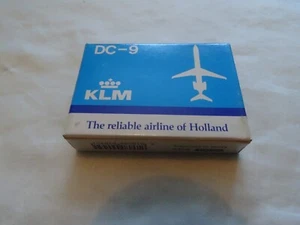 DC-9
KLM
The reliable airline of Holland